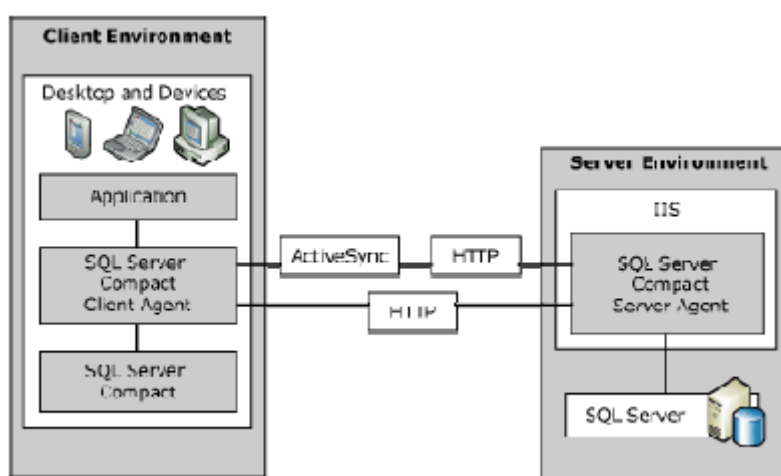 Client Environment
Desktop and Devices
Application
SQL Server
Compact
Client Agent
SQL Server
Compact
ActiveSync
HTTP
HTTP
Server Environment
IIS
SQL Server
Compact
Server Agent
SQL Server